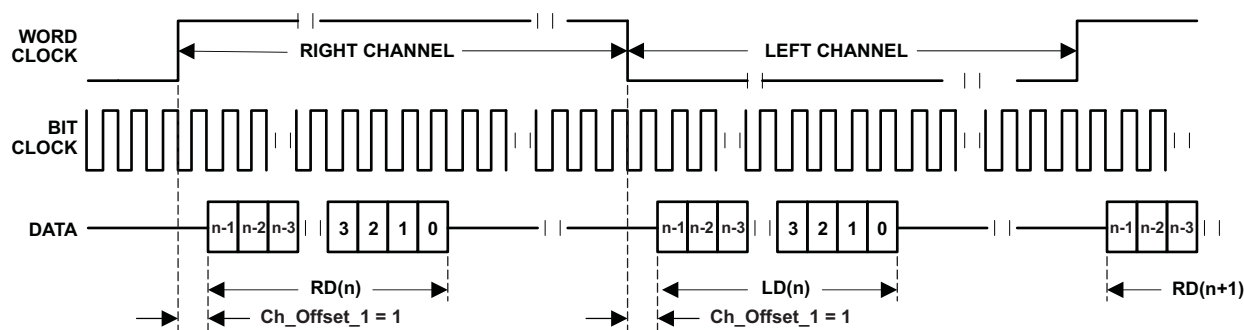 WORD
CLOCK
RIGHT CHANNEL
LEFT CHANNEL
BIT
CLOCK
DATA
n-1 n-2 n-3 3 2 1 0 n-1 n-2 n-3 3 2 1 0 n-1 n-2 n-3
RD(n) LD(n) RD(n+1)
Ch_Offset_1 = 1 Ch_Offset_1 = 1